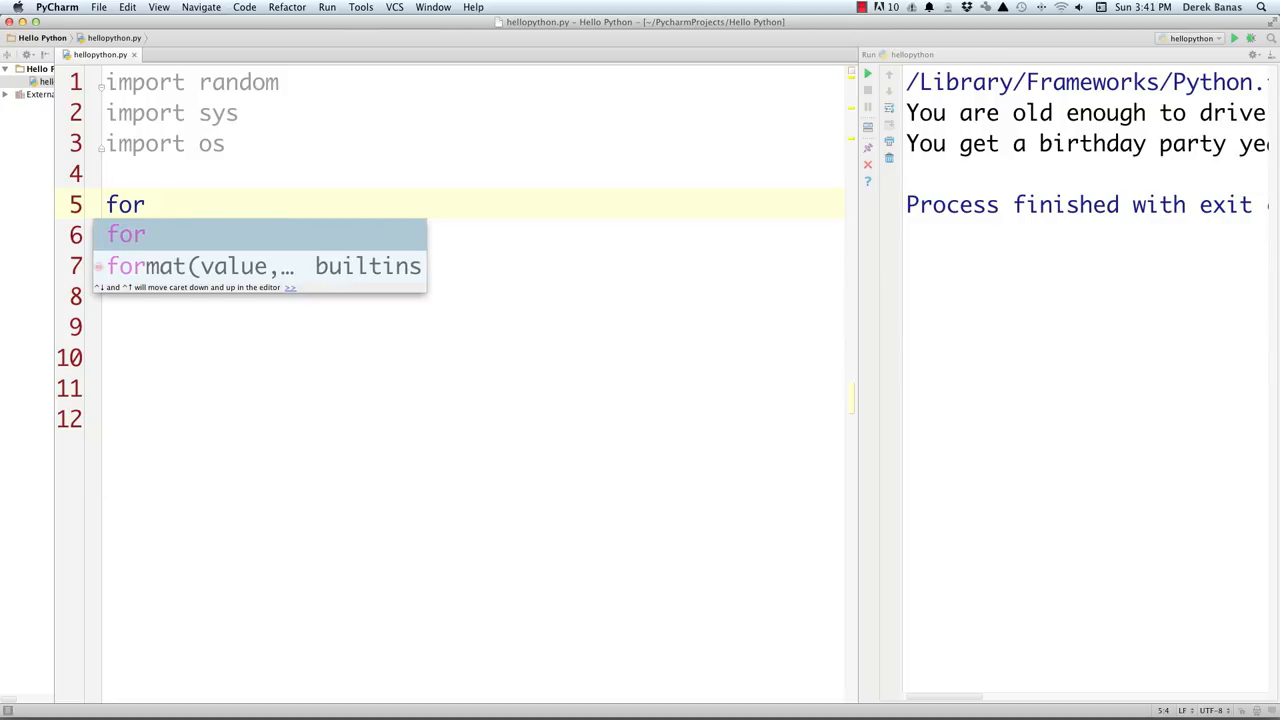 PyCharm File Edit View Navigate Code Refactor Run Tools VCS Window Help 10 Sun 3:41 PM Derek Banas
hellopython.py – Hello Python – [~/PycharmProjects/Hello Python]
Hello Python hellopython.py hellopython
hellopython.py Run hellopython
Hello P
hell
Externa
1 import random
2 import sys
3 import os
4
5 for
6 for
7 format(value,… builtins
^↓ and ^↑ will move caret down and up in the editor >>
8
9
10
11
12
/Library/Frameworks/Python.
You are old enough to drive
You get a birthday party ye
Process finished with exit
5:4 LF UTF-8